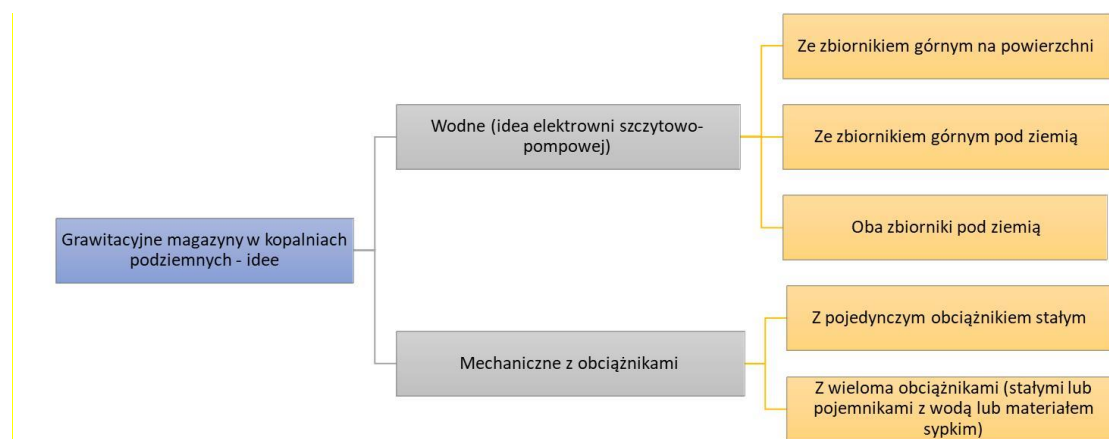 Grawitacyjne magazyny w kopalniach
podziemnych - idee
Wodne (idea elektrowni szczytowo-
pompowej)
Ze zbiornikiem górnym na powierzchni
Ze zbiornikiem górnym pod ziemią
Oba zbiorniki pod ziemią
Mechaniczne z obciążnikami
Z pojedynczym obciążnikiem stałym
Z wieloma obciążnikami (stałymi lub
pojemnikami z wodą lub materiałem
sypkim)